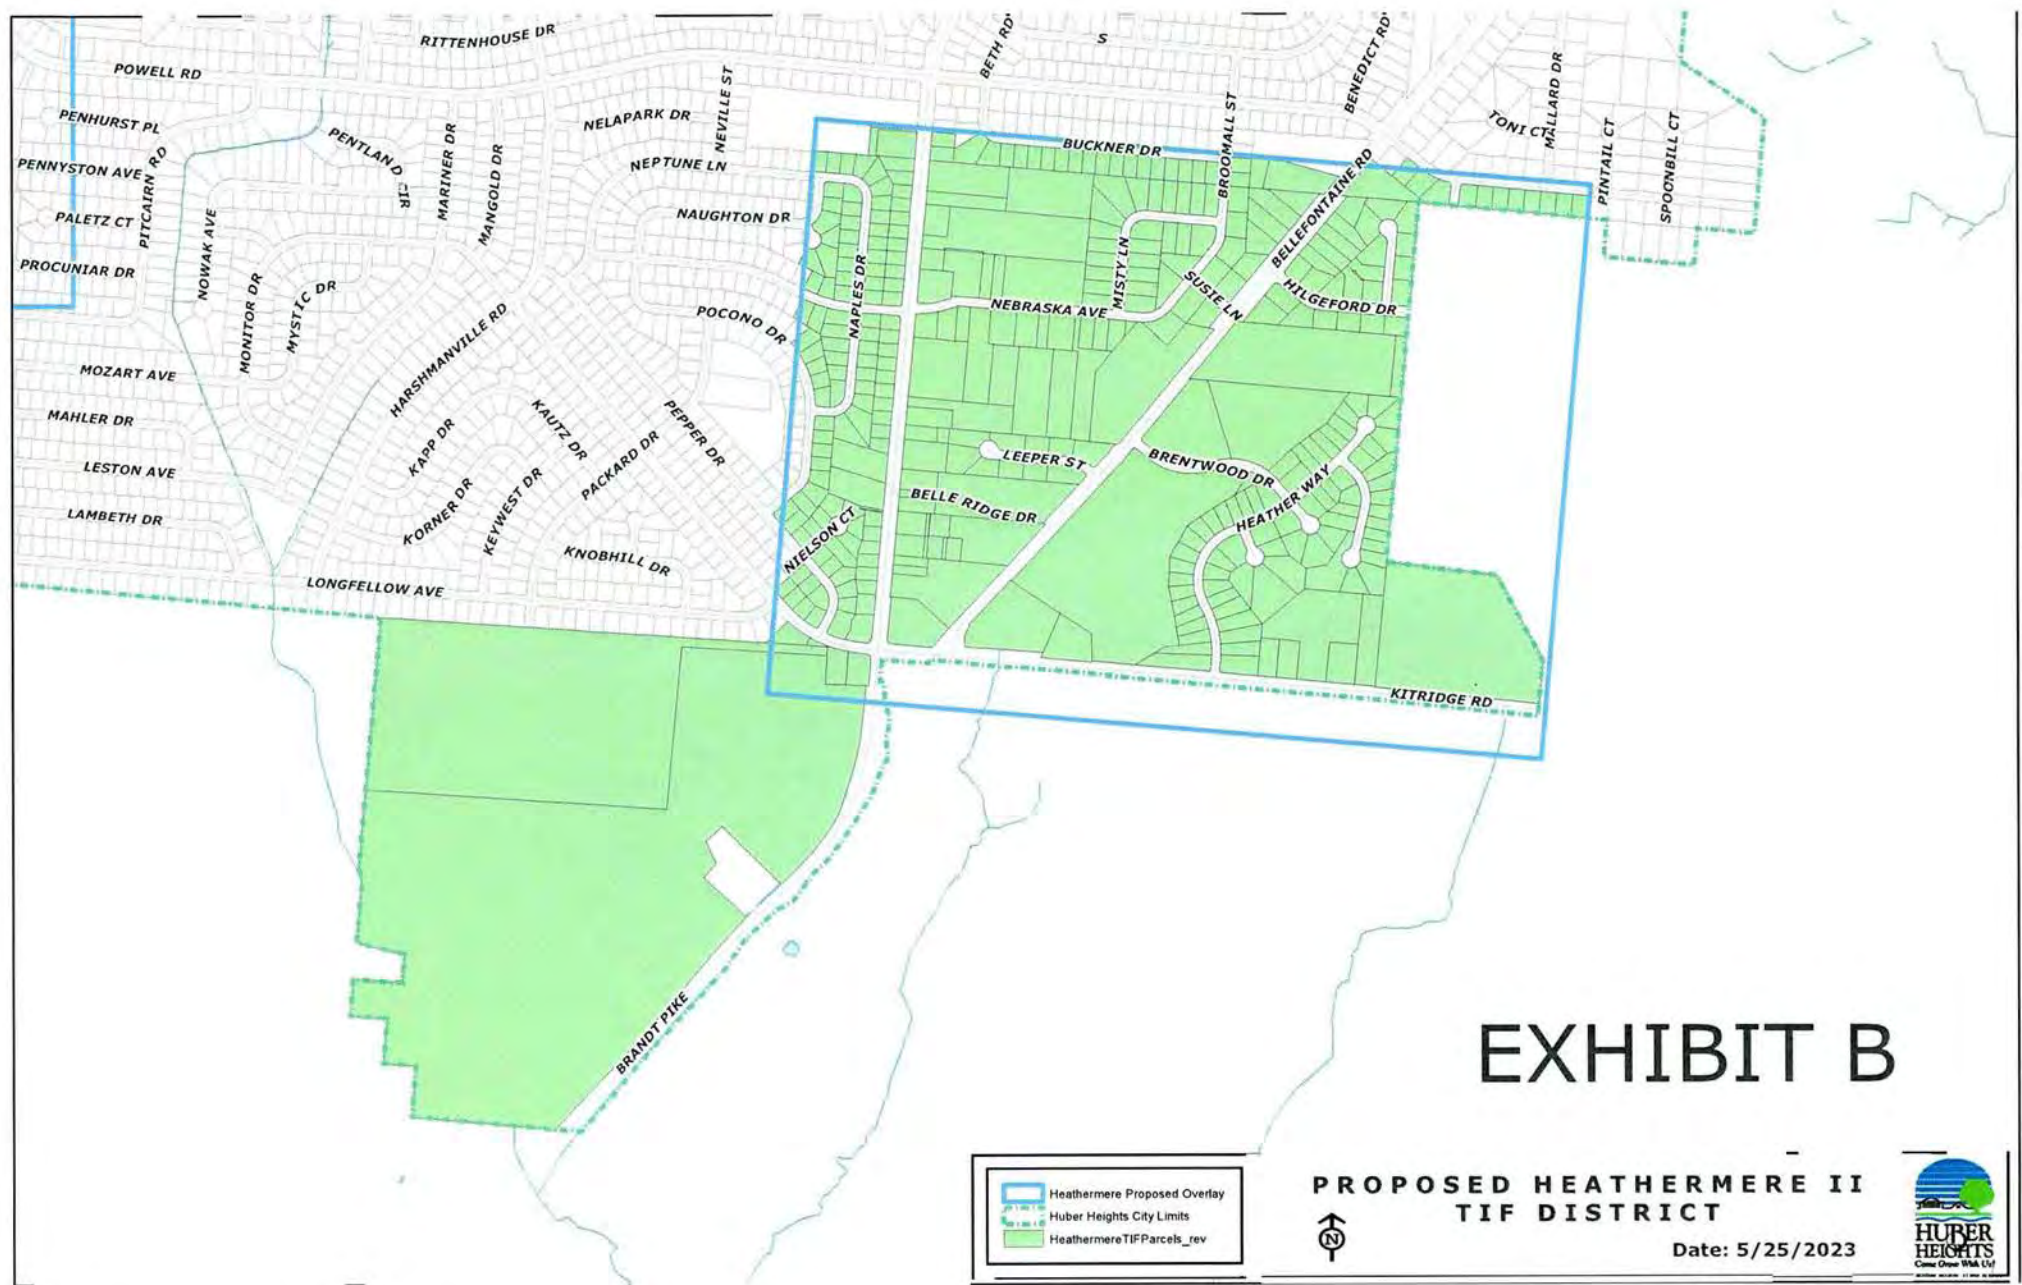 RITTENHOUSE DR
S
BETH RD
BENEDICT RD
POWELL RD
NEVILLE ST
MALLARD DR
PENHURST PL
NELAPARK DR
TONI CT
PINTAIL CT
SPOONBILL CT
PENTLAND CIR
MARINER DR
MANGOLD DR
BUCKNER DR
BROOMALL ST
PENNYSTON AVE
PITCAIRN RD
NEPTUNE LN
BELLEFONTAINE RD
PALETZ CT
NOWAK AVE
NAUGHTON DR
PROCUNIAR DR
MONITOR DR
MYSTIC DR
NAPLES DR
MISTY LN
SUSIE LN
HILGEFORD DR
NEBRASKA AVE
POCONO DR
HARSHMANVILLE RD
MOZART AVE
MAHLER DR
KAPP DR
KAUTZ DR
PACKARD DR
PEPPER DR
LEEPER ST
BRENTWOOD DR
LESTON AVE
HEATHER WAY
KORNER DR
KEYWEST DR
BELLE RIDGE DR
LAMBETH DR
NIELSON CT
KNOBHILL DR
LONGFELLOW AVE
KITRIDGE RD
BRANDT PIKE
EXHIBIT B
Heathermere Proposed Overlay
Huber Heights City Limits
HeathermereTIFParcels_rev
PROPOSED HEATHERMERE II
TIF DISTRICT
N
Date: 5/25/2023
HUBER
HEIGHTS
Come Grow With Us!